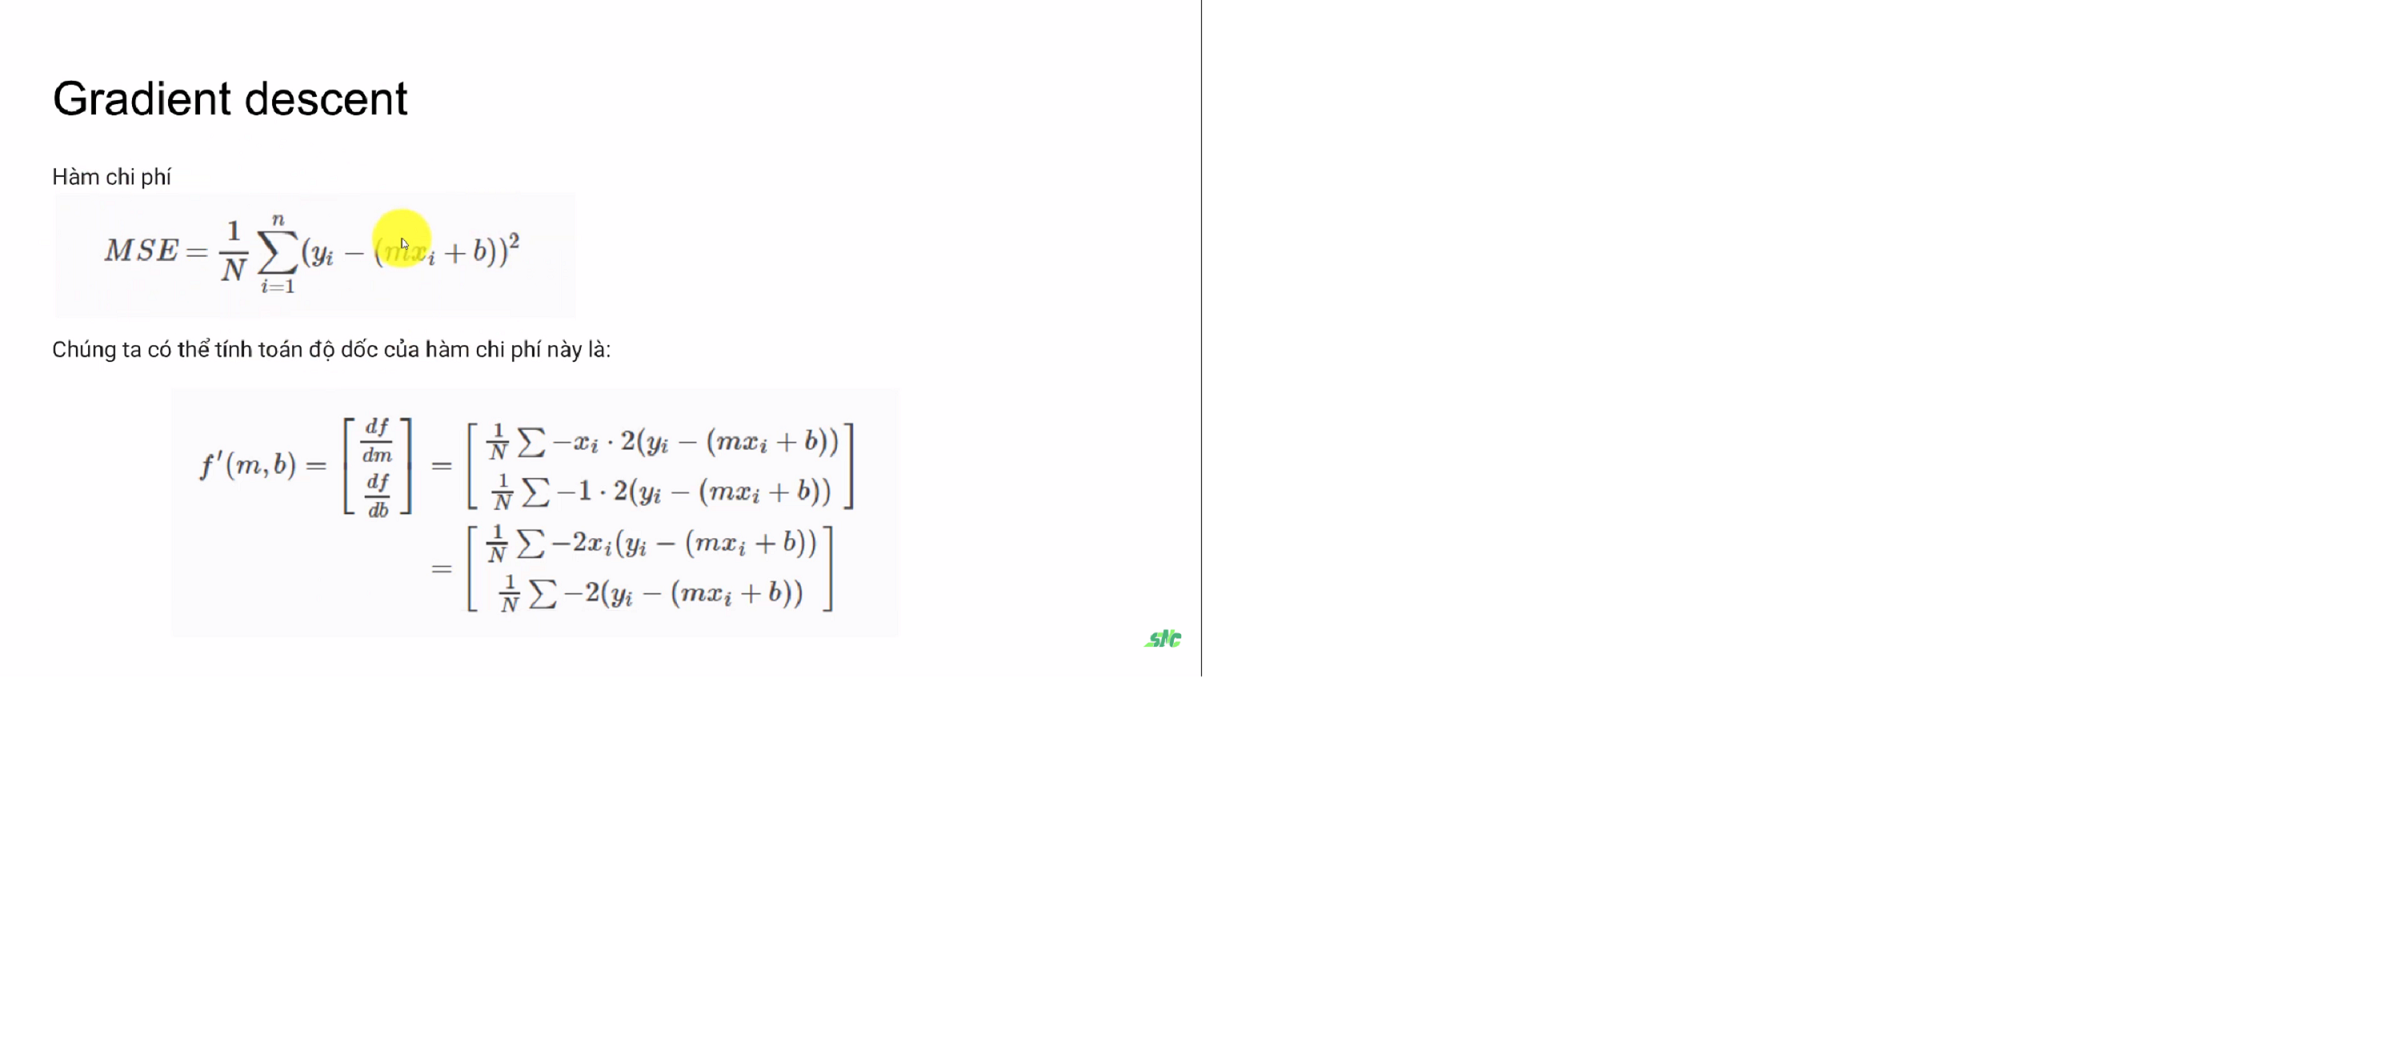 Gradient descent
Hàm chi phí
MSE = \frac{1}{N} \sum_{i=1}^{n} (y_i - (mx_i + b))^2
Chúng ta có thể tính toán độ dốc của hàm chi phí này là:
f'(m, b) = \begin{bmatrix} \frac{df}{dm} \\ \frac{df}{db} \end{bmatrix} = \begin{bmatrix} \frac{1}{N} \sum -x_i \cdot 2(y_i - (mx_i + b)) \\ \frac{1}{N} \sum -1 \cdot 2(y_i - (mx_i + b)) \end{bmatrix}
= \begin{bmatrix} \frac{1}{N} \sum -2x_i(y_i - (mx_i + b)) \\ \frac{1}{N} \sum -2(y_i - (mx_i + b)) \end{bmatrix}